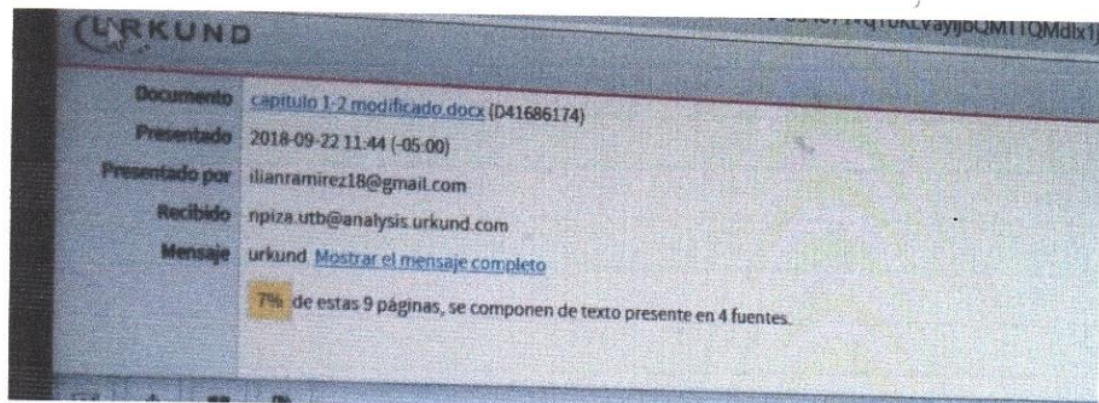 URKUND
Documento capitulo 1-2 modificado.docx (D41686174)
Presentado 2018-09-22 11:44 (-05:00)
Presentado por ilianramirez18@gmail.com
Recibido npiza.utb@analysis.urkund.com
Mensaje urkund Mostrar el mensaje completo
7% de estas 9 páginas, se componen de texto presente en 4 fuentes.